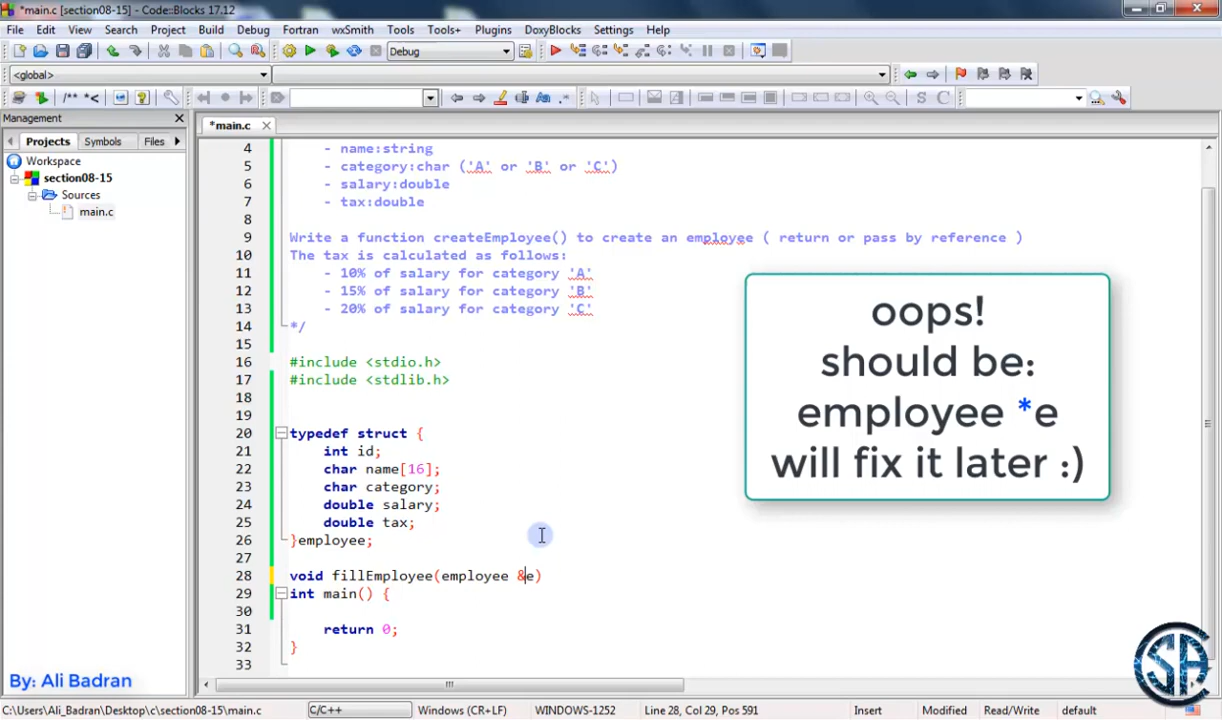 *main.c [section08-15] - Code::Blocks 17.12
File Edit View Search Project Build Debug Fortran wxSmith Tools Tools+ Plugins DoxyBlocks Settings Help
Debug
<global>
/** *< S C
Management
*main.c
Projects Symbols Files
Workspace
section08-15
Sources
main.c
4 - name:string
5 - category:char ('A' or 'B' or 'C')
6 - salary:double
7 - tax:double
8
9 Write a function createEmployee() to create an employee ( return or pass by reference )
10 The tax is calculated as follows:
11 - 10% of salary for category 'A'
12 - 15% of salary for category 'B'
13 - 20% of salary for category 'C'
14 */
15
16 #include <stdio.h>
17 #include <stdlib.h>
18
19
20 typedef struct {
21 int id;
22 char name[16];
23 char category;
24 double salary;
25 double tax;
26 }employee;
27
28 void fillEmployee(employee &e)
29 int main() {
30
31 return 0;
32 }
33
oops!
should be:
employee *e
will fix it later :)
By: Ali Badran
CSA
C:\Users\Ali_Badran\Desktop\c\section08-15\main.c C/C++ Windows (CR+LF) WINDOWS-1252 Line 28, Col 29, Pos 591 Insert Modified Read/Write default